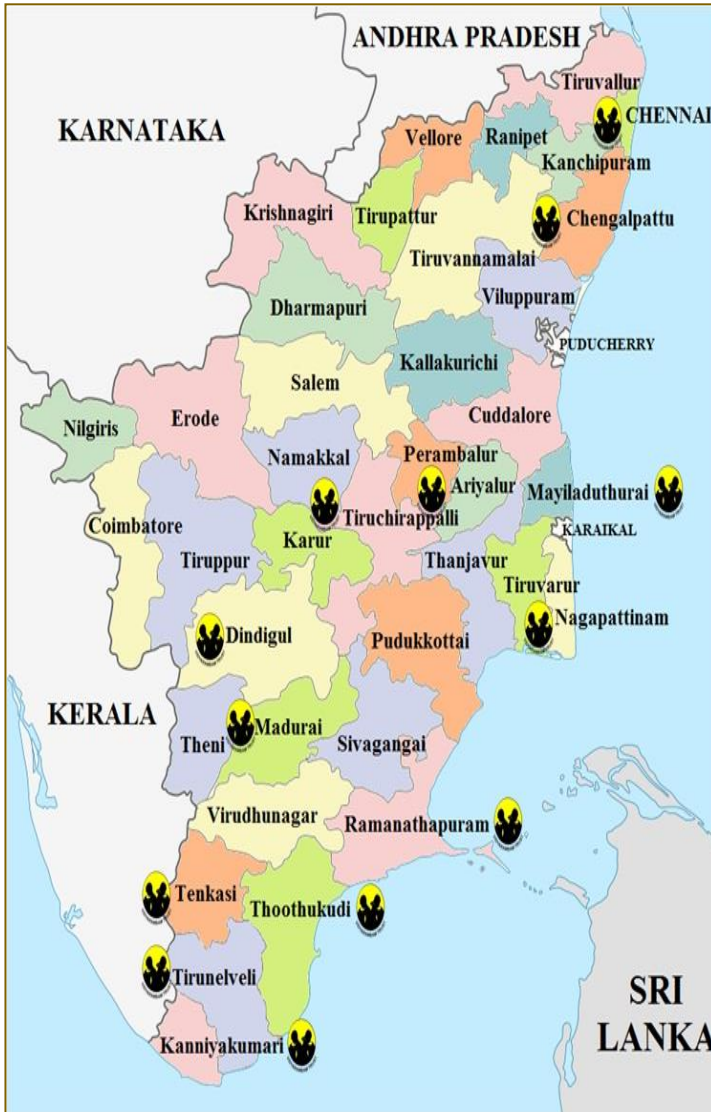 ANDHRA PRADESH
Tiruvallur
CHENNAI
KARNATAKA
Vellore
Ranipet
Kanchipuram
Krishnagiri
Tirupattur
Chengalpattu
Tiruvannamalai
Viluppuram
Dharmapuri
PUDUCHERRY
Kallakurichi
Salem
Cuddalore
Nilgiris
Erode
Namakkal
Perambalur
Ariyalur
Mayiladuthurai
Coimbatore
Tiruchirappalli
Karur
KARAIKAL
Tiruppur
Thanjavur
Tiruvarur
Nagapattinam
Dindigul
Pudukkottai
KERALA
Theni
Madurai
Sivagangai
Virudhunagar
Ramanathapuram
Tenkasi
Thoothukudi
Tirunelveli
SRI
LANKA
Kanniyakumari